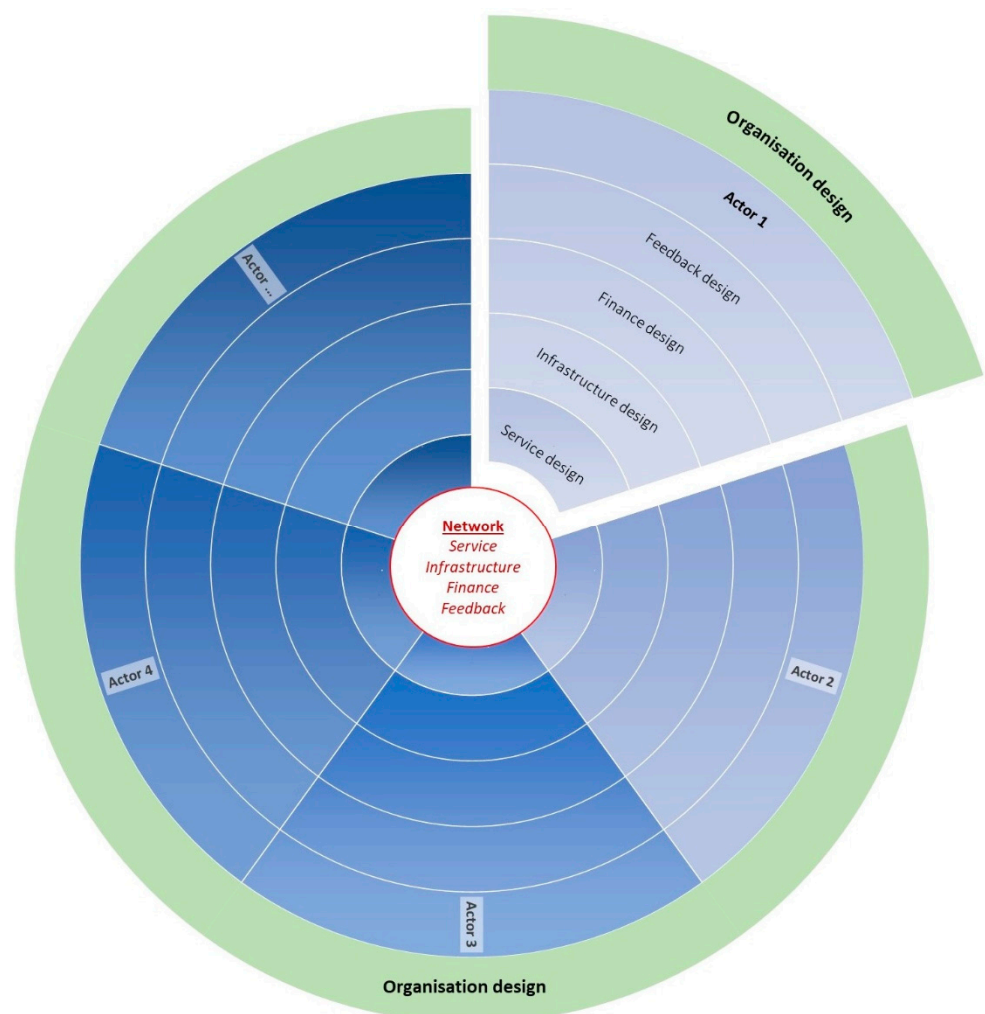 Organisation design
Actor 1
Feedback design
Finance design
Infrastructure design
Service design
Actor ...
Network
Service
Infrastructure
Finance
Feedback
Actor 4
Actor 2
Actor 3
Organisation design